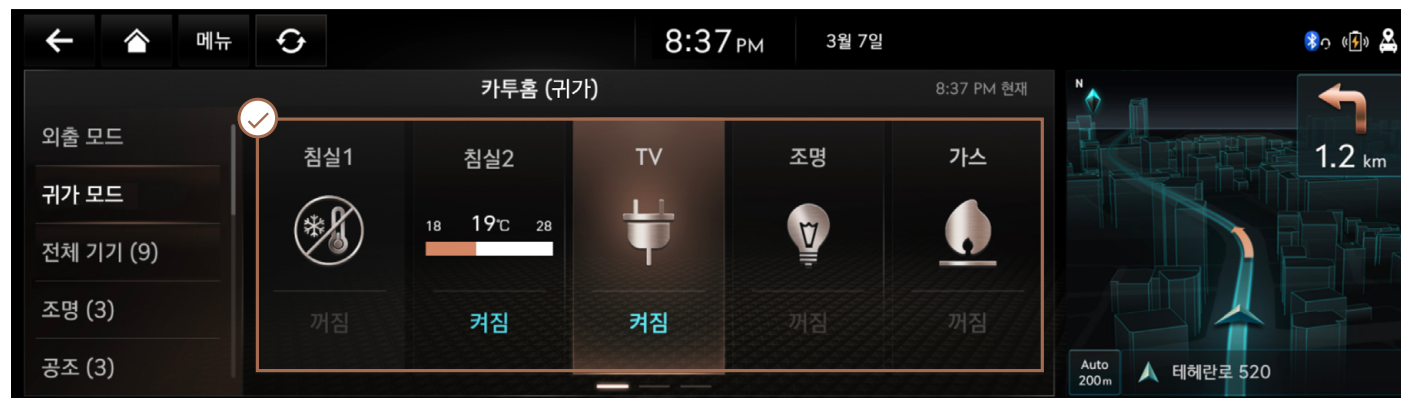 메뉴
8:37 PM
3월 7일
카투홈 (귀가)
8:37 PM 현재
외출 모드
귀가 모드
전체 기기 (9)
조명 (3)
공조 (3)
침실1
꺼짐
침실2
18 19℃ 28
켜짐
TV
켜짐
조명
꺼짐
가스
꺼짐
N
1.2 km
Auto
200m
테헤란로 520